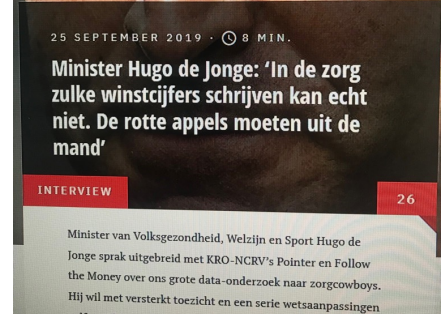 25 SEPTEMBER 2019 · 8 MIN.
Minister Hugo de Jonge: ‘In de zorg
zulke winstcijfers schrijven kan echt
niet. De rotte appels moeten uit de
mand’
INTERVIEW
26
Minister van Volksgezondheid, Welzijn en Sport Hugo de
Jonge sprak uitgebreid met KRO-NCRV's Pointer en Follow
the Money over ons grote data-onderzoek naar zorgcowboys.
Hij wil met versterkt toezicht en een serie wetsaanpassingen